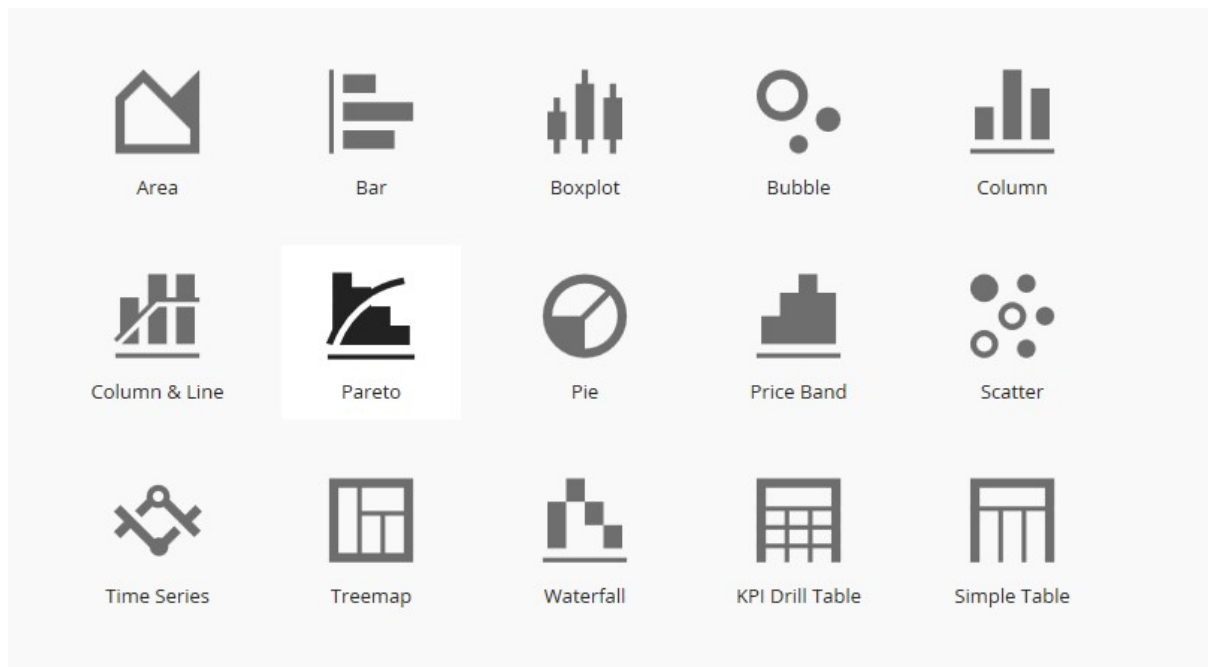 Area
Bar
Boxplot
Bubble
Column
Column & Line
Pareto
Pie
Price Band
Scatter
Time Series
Treemap
Waterfall
KPI Drill Table
Simple Table